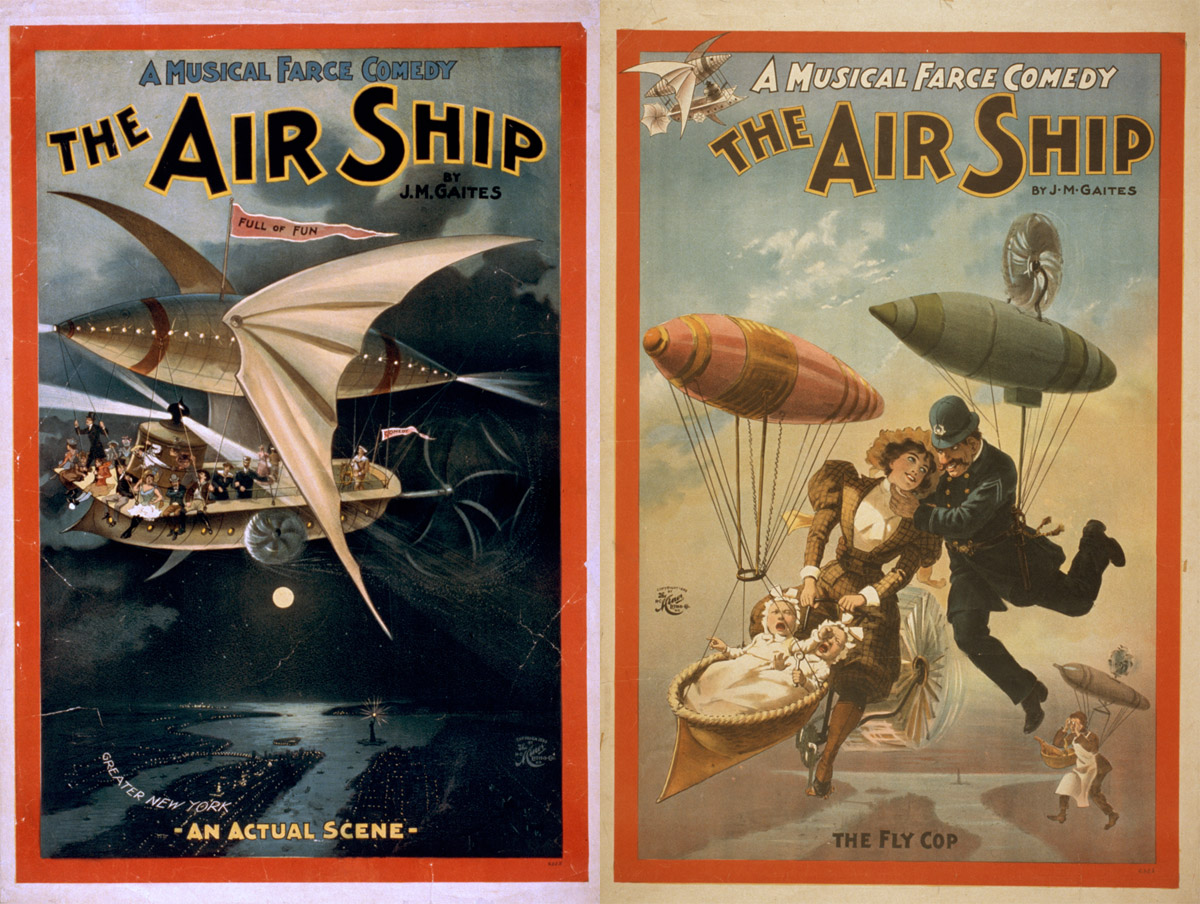 A MUSICAL FARCE COMEDY
THE AIR SHIP
BY
J.M. GAITES
FULL OF FUN
GREATER NEW YORK
-AN ACTUAL SCENE-
A MUSICAL FARCE COMEDY
THE AIR SHIP
BY J·M·GAITES
THE FLY COP